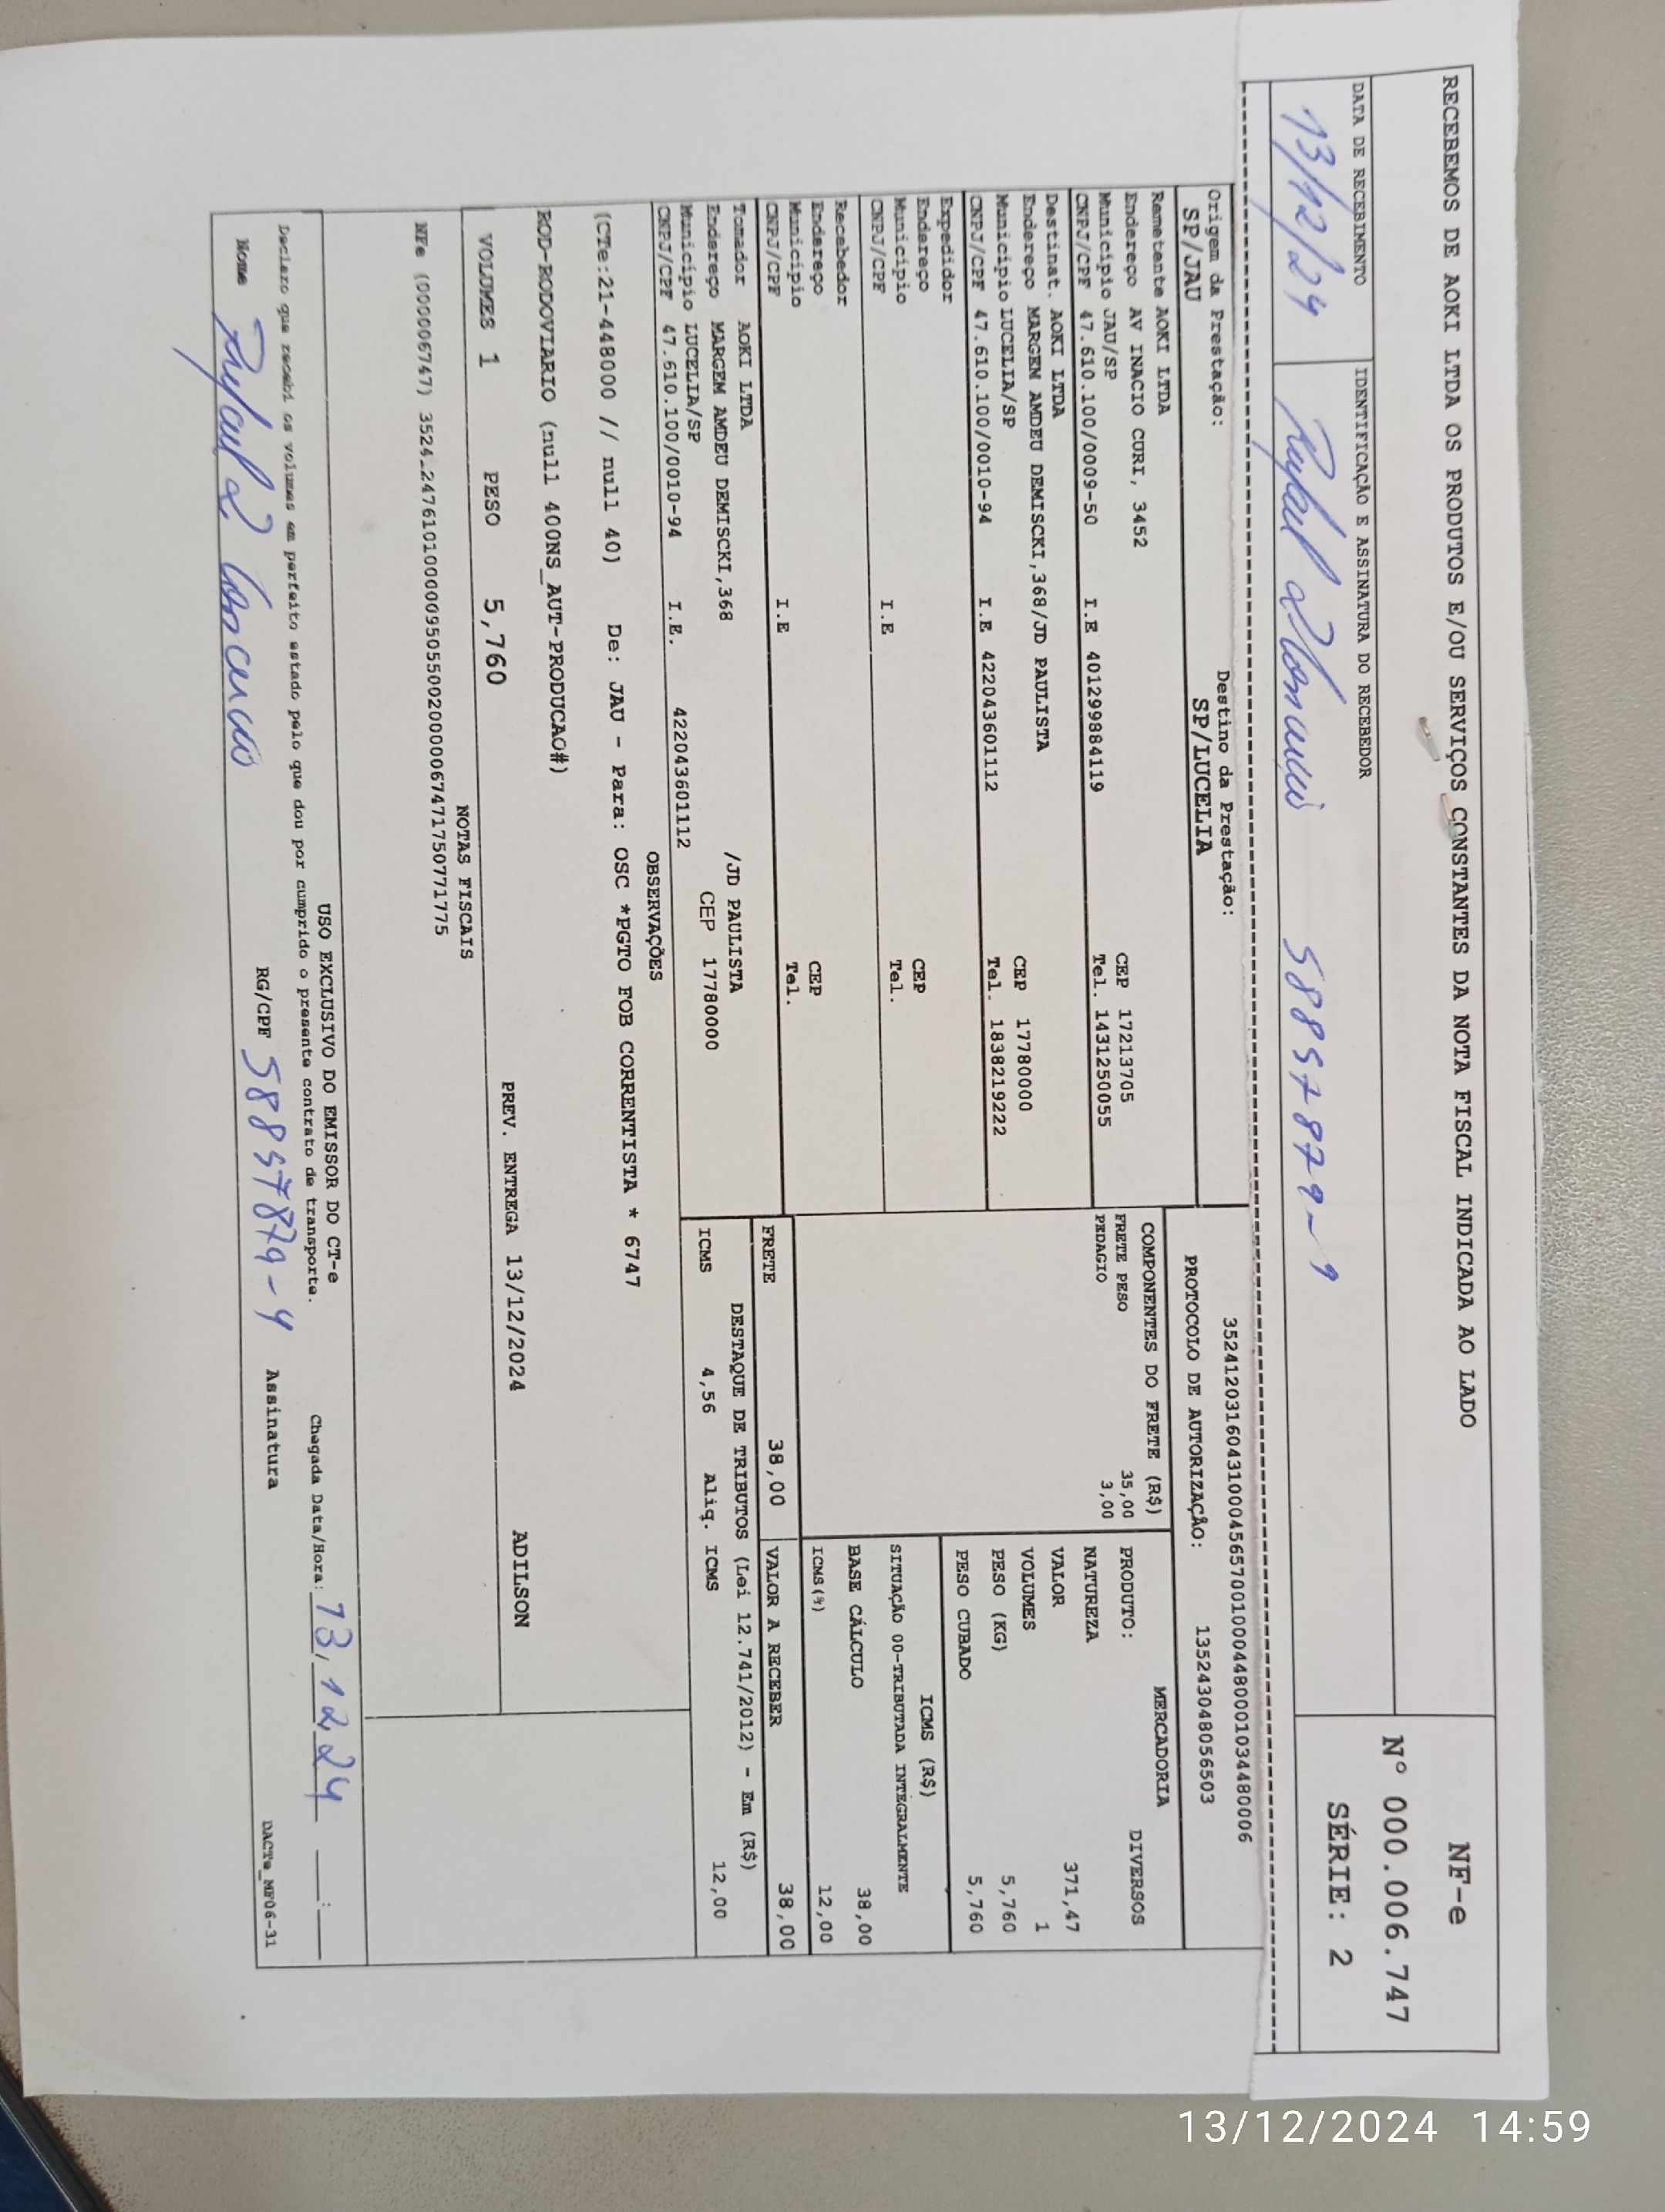 RECEBEMOS DE AOKI LTDA OS PRODUTOS E/OU SERVIÇOS CONSTANTES DA NOTA FISCAL INDICADA AO LADO
NF-e
Nº 000.006.747
SÉRIE: 2
DATA DE RECEBIMENTO
IDENTIFICAÇÃO E ASSINATURA DO RECEBEDOR
13/12/24
5885787
Origem da Prestação:
SP/JAU
Destino da Prestação:
SP/LUCELIA
35241203160431000456570010004480001034480006
PROTOCOLO DE AUTORIZAÇÃO: 135243048056503
Remetente AOKI LTDA
Endereço AV INACIO CURI, 3452 CEP 17213705
Município JAU/SP Tel. 1431250055
CNPJ/CPF 47.610.100/0009-50 I.E 401299884119
Destinat. AOKI LTDA
Endereço MARGEM AMDEU DEMISCKI,368/JD PAULISTA CEP 17780000
Município LUCELIA/SP Tel. 1838219222
CNPJ/CPF 47.610.100/0010-94 I.E 422043601112
Expedidor
Endereço CEP
Município Tel.
CNPJ/CPF I.E
Recebedor
Endereço CEP
Município Tel.
CNPJ/CPF I.E
Tomador AOKI LTDA /JD PAULISTA
Endereço MARGEM AMDEU DEMISCKI,368
Município LUCELIA/SP CEP 17780000
CNPJ/CPF 47.610.100/0010-94 I.E. 422043601112
COMPONENTES DO FRETE (R$)
FRETE PESO 35,00
PEDAGIO 3,00
MERCADORIA
PRODUTO: DIVERSOS
NATUREZA
VALOR 371,47
VOLUMES 1
PESO (KG) 5,760
PESO CUBADO 5,760
ICMS (R$)
SITUAÇÃO 00-TRIBUTADA INTEGRALMENTE
BASE CÁLCULO 38,00
ICMS(%) 12,00
FRETE 38,00
VALOR A RECEBER 38,00
DESTAQUE DE TRIBUTOS (Lei 12.741/2012) - Em (R$)
ICMS 4,56 Aliq. ICMS 12,00
OBSERVAÇÕES
(CTe:21-448000 // null 40) De: JAU - Para: OSC *PGTO FOB CORRENTISTA * 6747
ROD-RODOVIARIO (null 400NS_AUT-PRODUCAO#)
VOLUMES 1 PESO 5,760 PREV. ENTREGA 13/12/2024 ADILSON
NOTAS FISCAIS
USO EXCLUSIVO DO EMISSOR DO CT-e
Declaro que recebi os volumes em perfeito estado pelo que dou por cumprido o presente contrato de transporte.
Chegada Data/Hora: 13,12,24 :
Nome RG/CPF 58857879-4 Assinatura
DACTe_MF06-31
13/12/2024 14:59